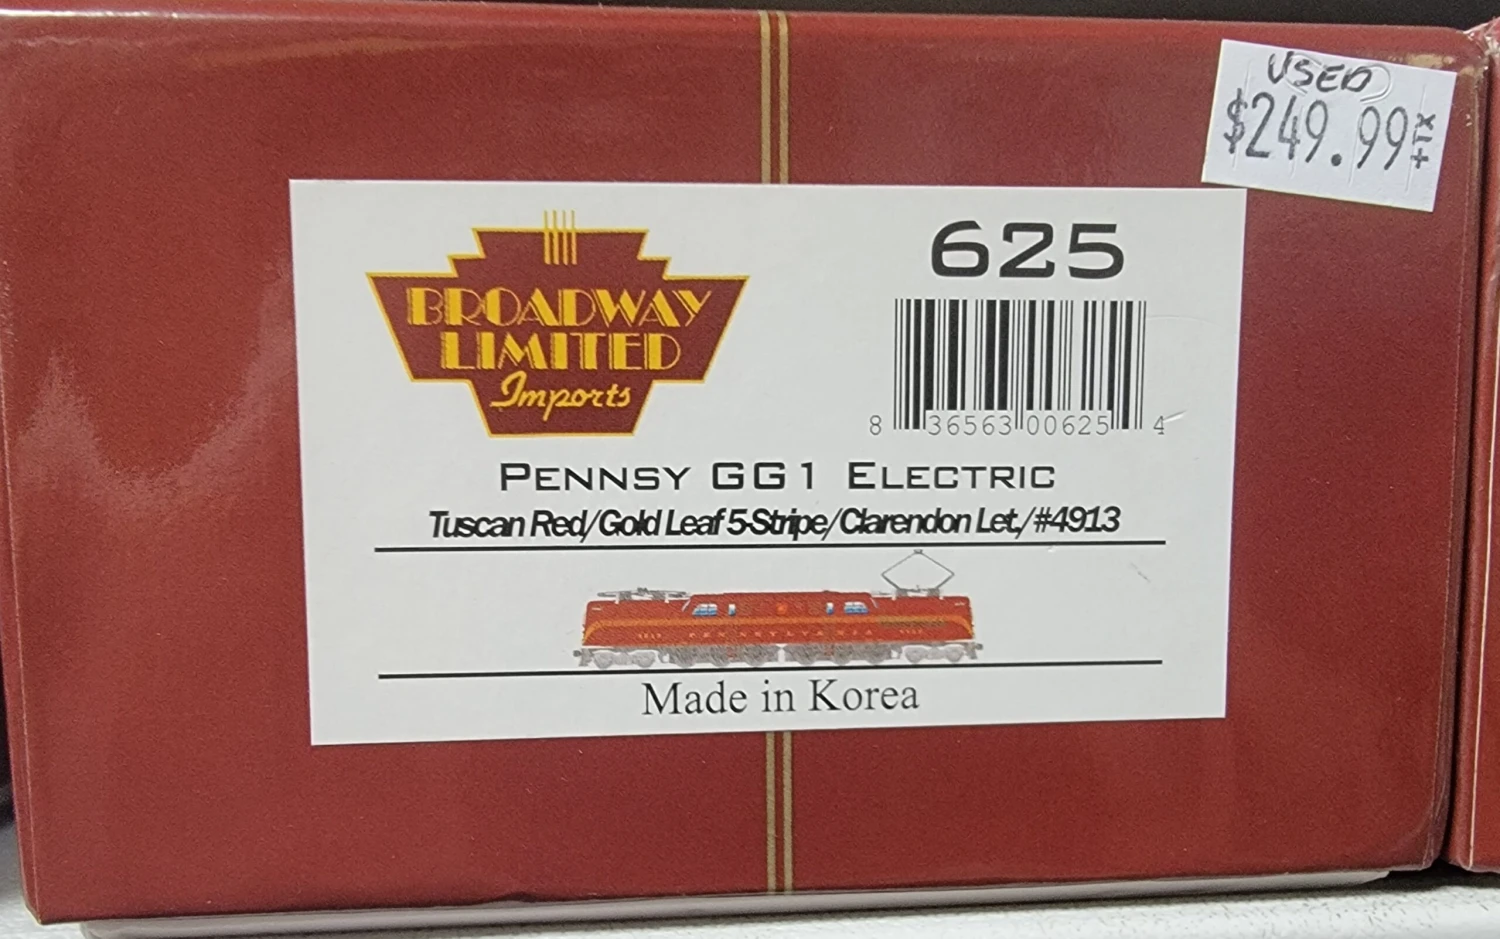 USED
$249.99+TX
625
BROADWAY
LIMITED
Imports
8 36563 00625 4
PENNSY GG1 ELECTRIC
Tuscan Red/Gold Leaf 5-Stripe/Clarendon Let./#4913
PENNSYLVANIA
Made in Korea